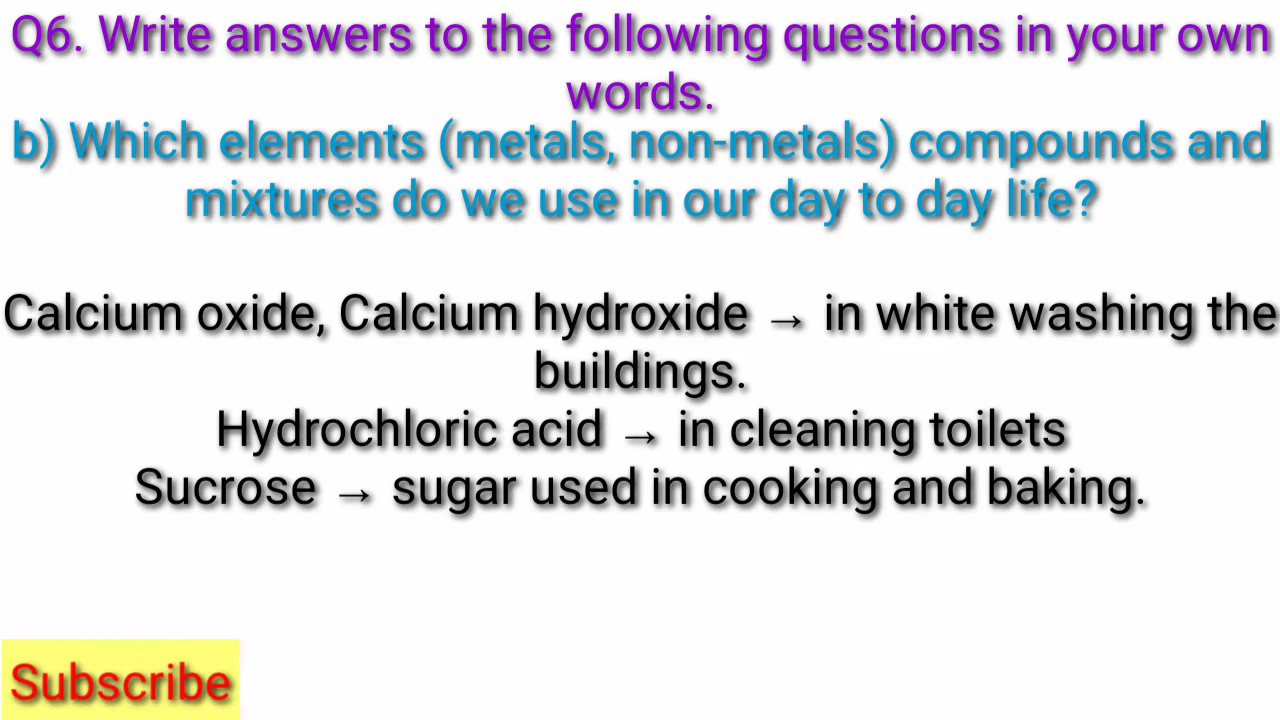 Q6. Write answers to the following questions in your own
words.
b) Which elements (metals, non-metals) compounds and
mixtures do we use in our day to day life?
Calcium oxide, Calcium hydroxide → in white washing the
buildings.
Hydrochloric acid → in cleaning toilets
Sucrose → sugar used in cooking and baking.
Subscribe